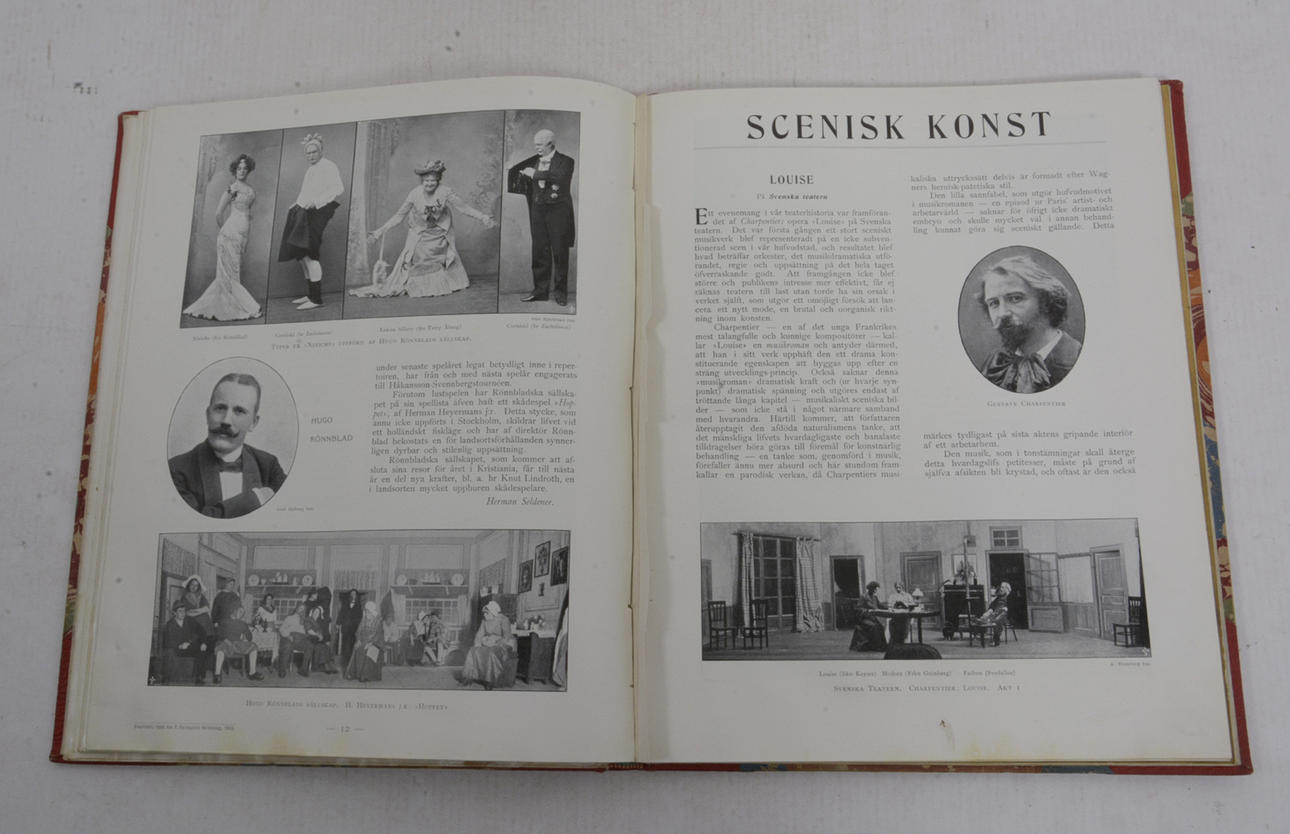 TYPER FR «NIOBE» UPPFÖRD AF HUGO RÖNNBLADS SÄLLSKAP.
HUGO
RÖNNBLAD
under senaste spelåret legat betydligt inne i reper-
toiren, har från och med nästa spelår engagerats
till Håkansson-Svennbergstournéen.
Förutom lustspelen har Rönnbladska sällska-
pet på sin spellista äfven haft ett skådespel »Hop-
pet», af Herman Heyermans j:r. Detta stycke, som
ännu icke uppförts i Stockholm, skildrar lifvet vid
ett holländskt fiskläge och har af direktör Rönn-
blad bekostats en för landsortsförhållanden synner-
ligen dyrbar och stilenlig uppsättning.
Rönnbladska sällskapet, som kommer att af-
sluta sina resor för året i Kristiania, får till nästa
år en del nya krafter, bl. a. hr Knut Lindroth, en
i landsorten mycket uppburen skådespelare.
Herman Seldener.
HUGO RÖNNBLADS SÄLLSKAP. H. HEYERMANS J:R: »HOPPET»
— 12 —
SCENISK KONST
LOUISE
På Svenska teatern
Ett evenemang i vår teaterhistoria var framföran-
det af Charpentiers opera »Louise» på Svenska
teatern. Det var första gången ett stort sceniskt
musikverk blef representeradt på en icke subven-
tionerad scen i vår hufvudstad, och resultatet blef
hvad beträffar orkester, det musikdramatiska utfö-
randet, regie och uppsättning på det hela taget
öfverraskande godt. Att framgången icke blef
större och publikens intresse mer effektivt, får ej
räknas teatern till last utan torde ha sin orsak i
verket själft, som utgör ett omöjligt försök att lan-
cera ett nytt mode, en brutal och oorganisk rikt-
ning inom konsten.
Charpentier — en af det unga Frankrikes
mest talangfulle och kunnige kompositörer — kal-
lar »Louise» en musikroman och antyder därmed,
att han i sitt verk upphäft den ett drama kon-
stituerande egenskapen att byggas upp efter en
sträng utvecklings-princip. Också saknar denna
»musikroman» dramatisk kraft och (ur hvarje syn-
punkt) dramatisk spänning och utgöres endast af
tröttande långa kapitel — musikaliskt sceniska bil-
der — som icke stå i något närmare samband
med hvarandra. Härtill kommer, att författaren
återupptagit den afdöda naturalismens tanke, att
det mänskliga lifvets hvardagligaste och banalaste
tilldragelser böra göras till föremål för konstnärlig
behandling — en tanke som, genomförd i musik,
förefaller ännu mer absurd och här stundom fram-
kallar en parodisk verkan, då Charpentiers musi-
kaliska uttryckssätt delvis är formadt efter Wag-
ners heroisk-patetiska stil.
Den lilla sannfabel, som utgör hufvudmotivet
i musikromanen — en episod ur Paris' artist- och
arbetarvärld — saknar för öfrigt icke dramatiskt
embryo och skulle mycket väl i annan behand-
ling kunnat göra sig sceniskt gällande. Detta
GUSTAVE CHARPENTIER
märkes tydligast på sista aktens gripande interiör
af ett arbetarhem.
Den musik, som i tonstämningar skall återge
detta hvardagslifs petitesser, måste på grund af
själfva afsikten bli krystad, och oftast är den också
Louise (fröken Keyser) Modern (Fröken Grünberg) Fadren (Svedelius)
SVENSKA TEATERN. CHARPENTIER: LOUISE. AKT 1